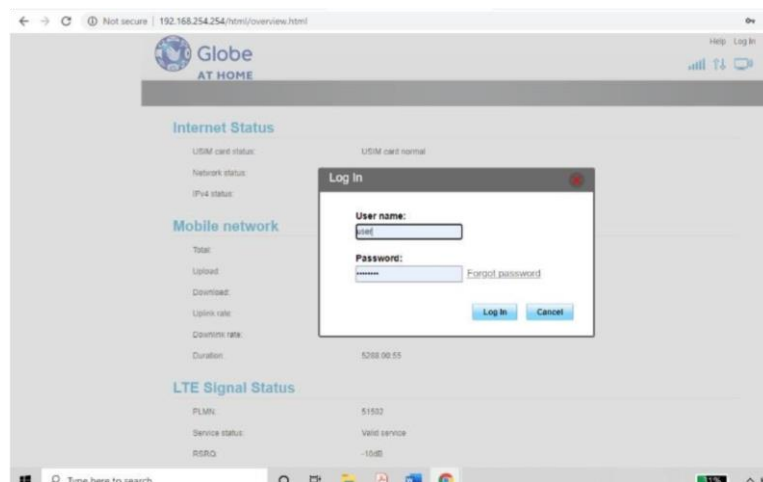 Not secure | 192.168.254.254/html/overview.html
Help Log In
Globe
AT HOME
Internet Status
USIM card status: USIM card normal
Network status:
IPv4 status:
Log In
User name:
user
Password:
••••••••
Forgot password
Log In Cancel
Mobile network
Total:
Upload:
Download:
Uplink rate:
Downlink rate:
Duration: 5208:00:55
LTE Signal Status
PLMN: 51502
Service status: Valid service
RSRQ: -10dB
Type here to search